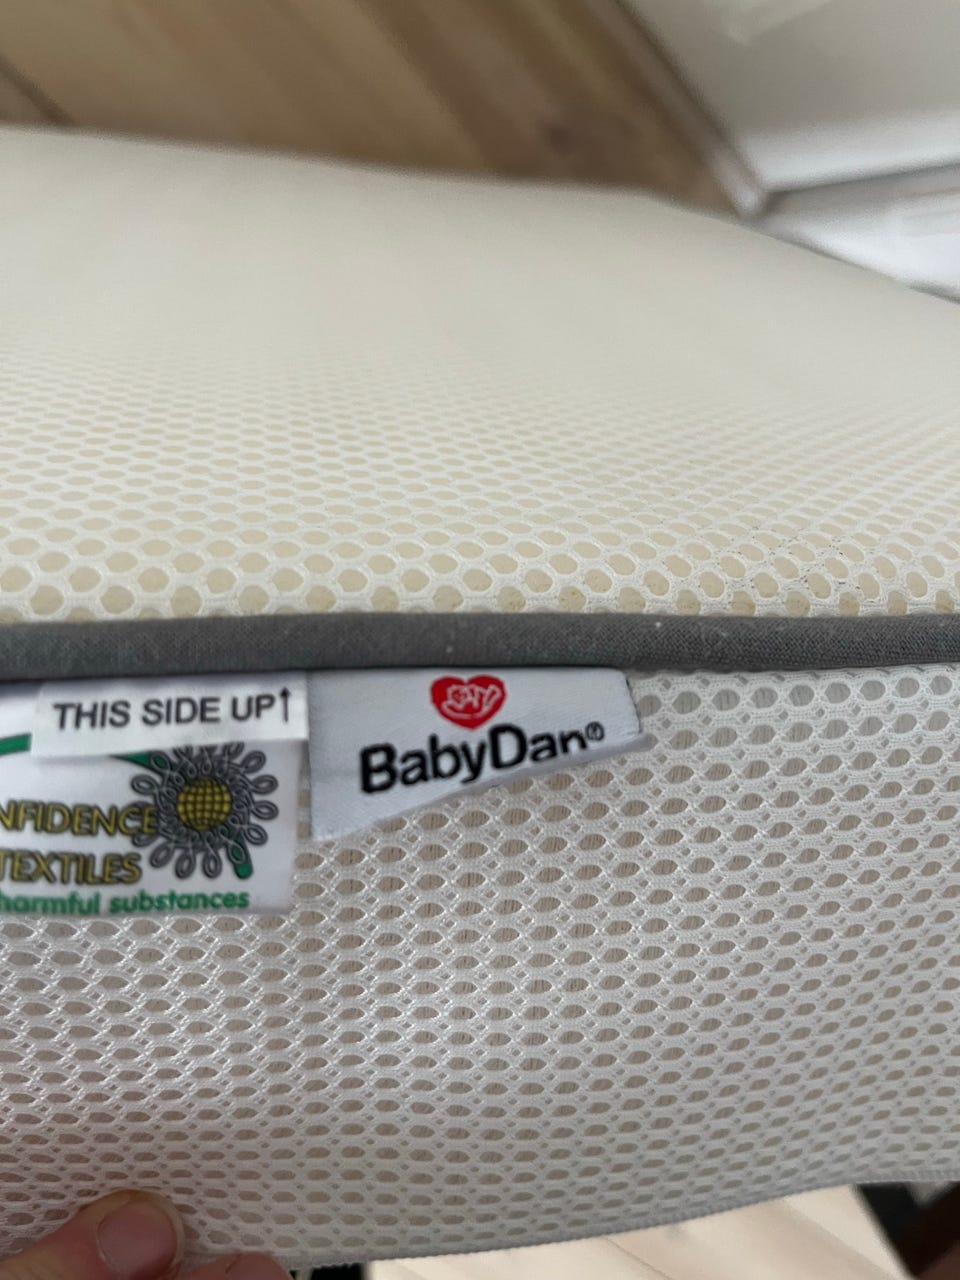 THIS SIDE UP↑
BabyDan®
NFIDENCE
TEXTILES
harmful substances